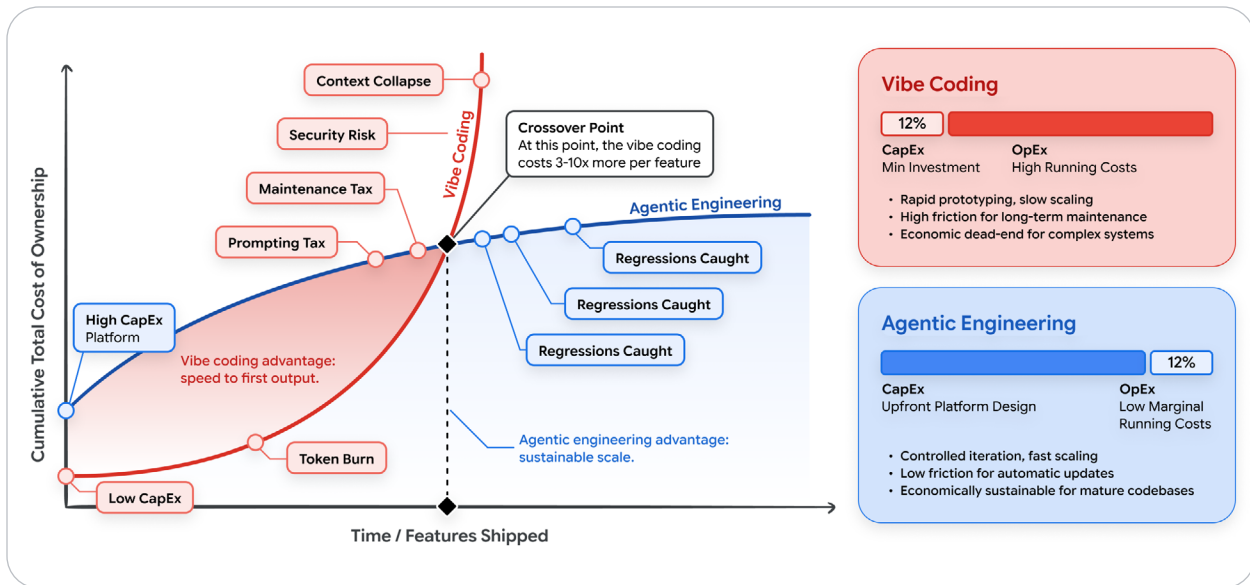 Cumulative Total Cost of Ownership
Context Collapse
Security Risk
Maintenance Tax
Prompting Tax
Vibe Coding
Crossover Point
At this point, the vibe coding
costs 3-10x more per feature
Agentic Engineering
Regressions Caught
Regressions Caught
Regressions Caught
High CapEx
Platform
Vibe coding advantage:
speed to first output.
Agentic engineering advantage:
sustainable scale.
Token Burn
Low CapEx
Time / Features Shipped
Vibe Coding
12%
CapEx
Min Investment
OpEx
High Running Costs
• Rapid prototyping, slow scaling
• High friction for long-term maintenance
• Economic dead-end for complex systems
Agentic Engineering
12%
CapEx
Upfront Platform Design
OpEx
Low Marginal
Running Costs
• Controlled iteration, fast scaling
• Low friction for automatic updates
• Economically sustainable for mature codebases